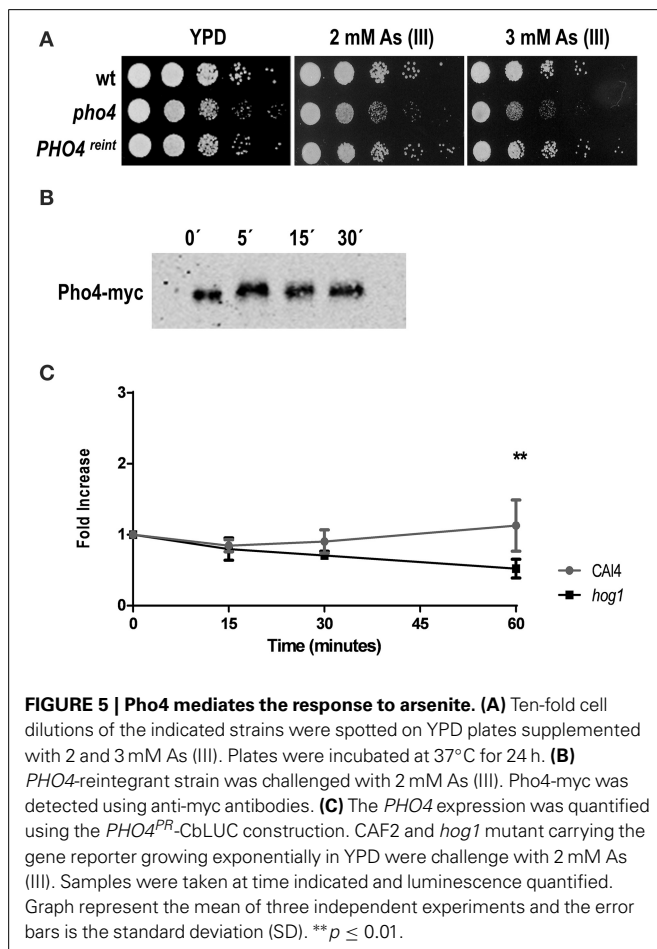 A
YPD 2 mM As (III) 3 mM As (III)
wt
pho4
PHO4 reint
B
0´ 5´ 15´ 30´
Pho4-myc
C
3
2
1
0
Fold Increase
**
0 15 30 45 60
Time (minutes)
CAI4
hog1
FIGURE 5 | Pho4 mediates the response to arsenite. (A) Ten-fold cell
dilutions of the indicated strains were spotted on YPD plates supplemented
with 2 and 3 mM As (III). Plates were incubated at 37°C for 24 h. (B)
PHO4-reintegrant strain was challenged with 2 mM As (III). Pho4-myc was
detected using anti-myc antibodies. (C) The PHO4 expression was quantified
using the PHO4PR-CbLUC construction. CAF2 and hog1 mutant carrying the
gene reporter growing exponentially in YPD were challenge with 2 mM As
(III). Samples were taken at time indicated and luminescence quantified.
Graph represent the mean of three independent experiments and the error
bars is the standard deviation (SD). **p ≤ 0.01.